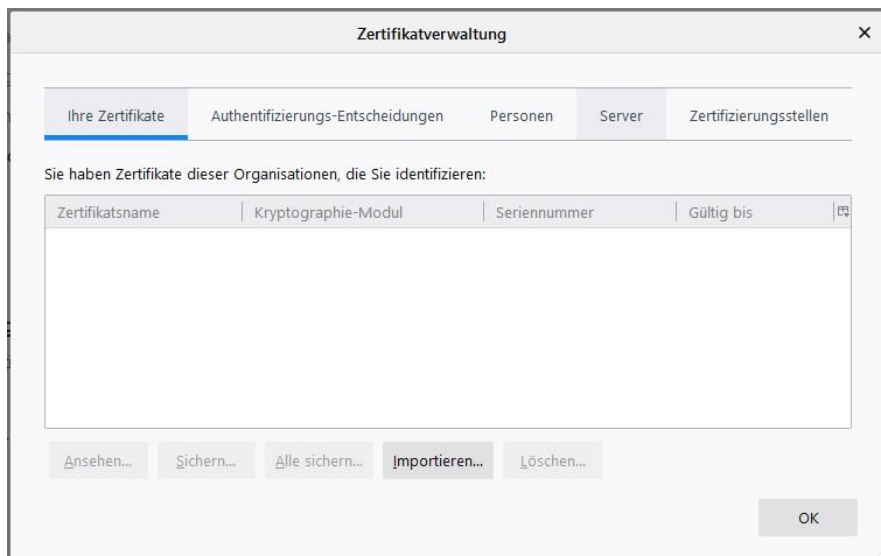 Zertifikatverwaltung
Ihre Zertifikate Authentifizierungs-Entscheidungen Personen Server Zertifizierungsstellen
Sie haben Zertifikate dieser Organisationen, die Sie identifizieren:
Zertifikatsname Kryptographie-Modul Seriennummer Gültig bis
Ansehen... Sichern... Alle sichern... Importieren... Löschen...
OK